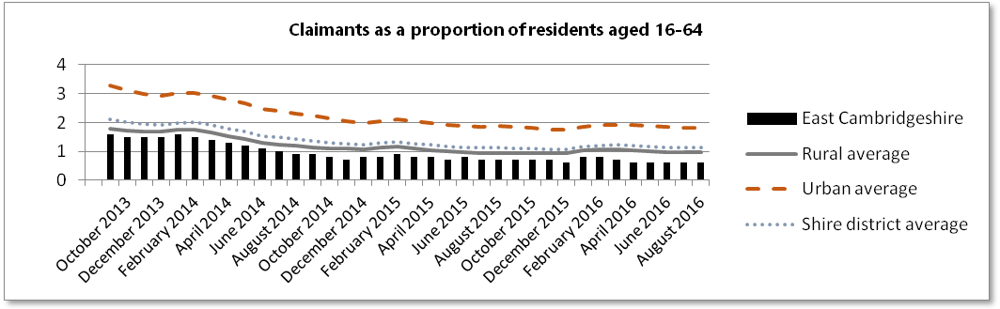 Claimants as a proportion of residents aged 16-64
4
3
2
1
0
October 2013
December 2013
February 2014
April 2014
June 2014
August 2014
October 2014
December 2014
February 2015
April 2015
June 2015
August 2015
October 2015
December 2015
February 2016
April 2016
June 2016
August 2016
East Cambridgeshire
Rural average
Urban average
Shire district average